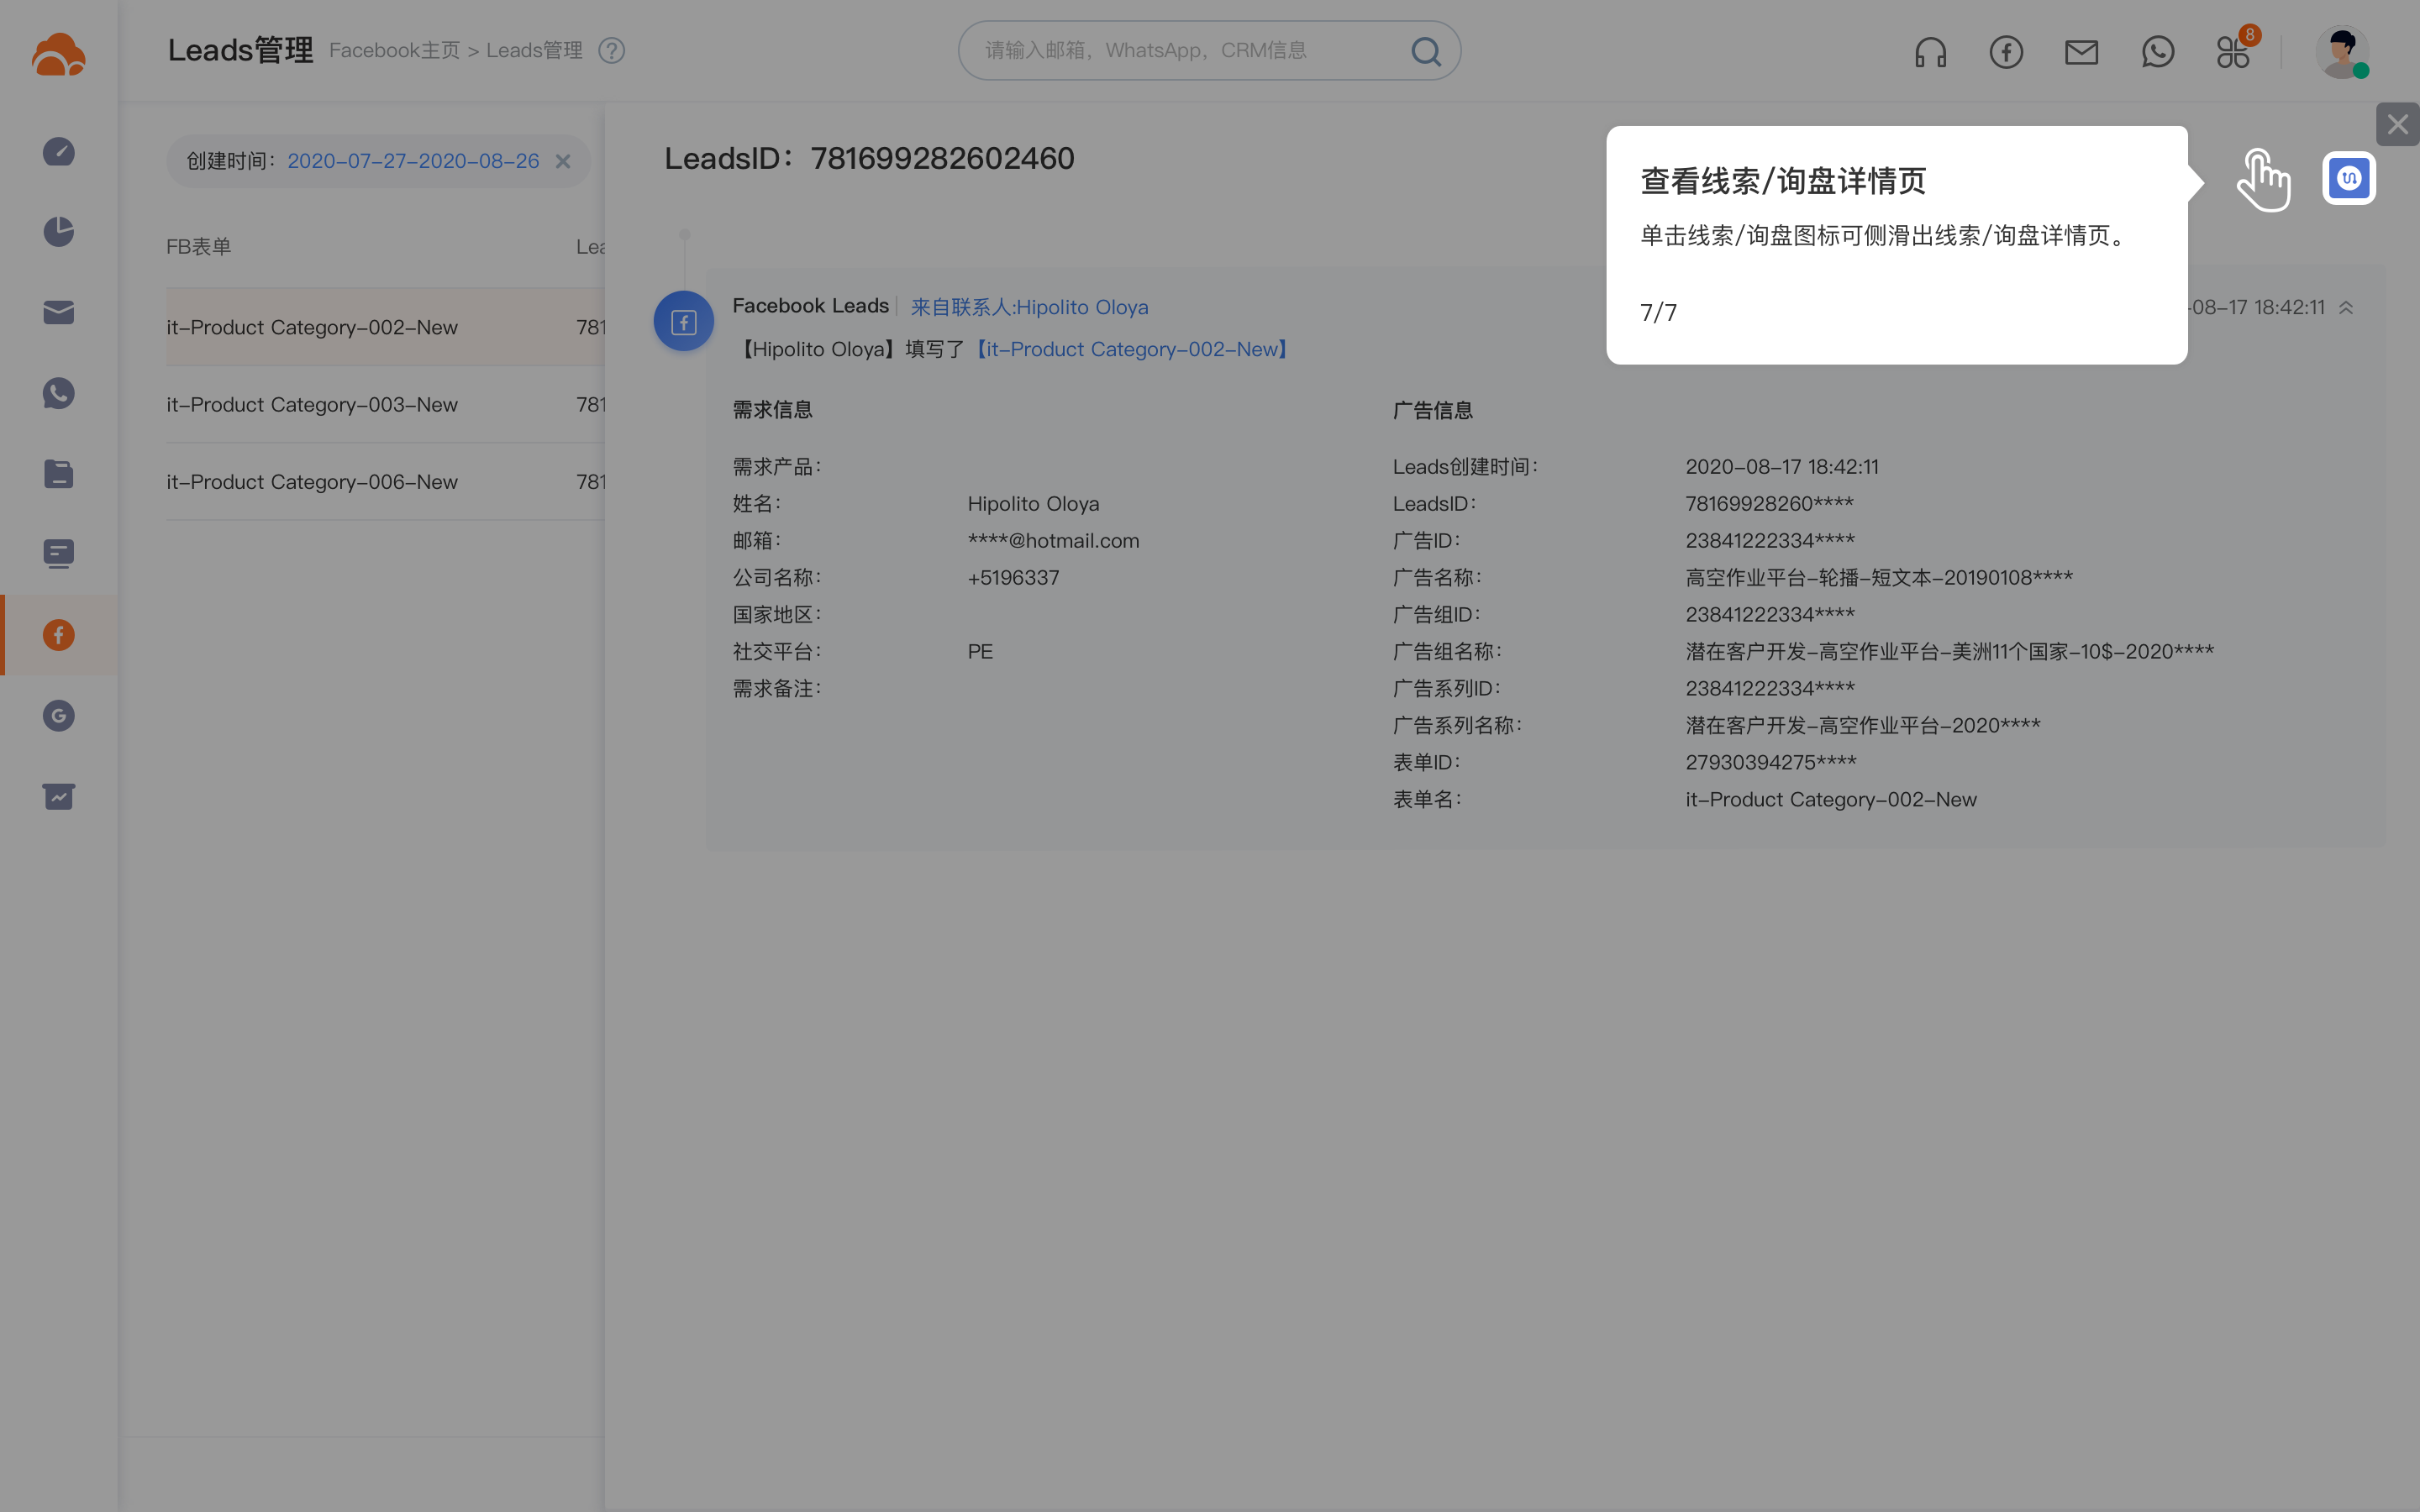 Leads管理 Facebook主页 > Leads管理 ?
请输入邮箱，WhatsApp，CRM信息
8
创建时间：2020-07-27-2020-08-26
FB表单 Lea
it-Product Category-002-New 781
it-Product Category-003-New 781
it-Product Category-006-New 781
LeadsID：781699282602460
查看线索/询盘详情页
单击线索/询盘图标可侧滑出线索/询盘详情页。
7/7
Facebook Leads 来自联系人:Hipolito Oloya -08-17 18:42:11
【Hipolito Oloya】填写了【it-Product Category-002-New】
需求信息 广告信息
需求产品： Leads创建时间： 2020-08-17 18:42:11
姓名： Hipolito Oloya LeadsID： 78169928260****
邮箱： ****@hotmail.com 广告ID： 23841222334****
公司名称： +5196337 广告名称： 高空作业平台-轮播-短文本-20190108****
国家地区： 广告组ID： 23841222334****
社交平台： PE 广告组名称： 潜在客户开发-高空作业平台-美洲11个国家-10$-2020****
需求备注： 广告系列ID： 23841222334****
广告系列名称： 潜在客户开发-高空作业平台-2020****
表单ID： 27930394275****
表单名： it-Product Category-002-New